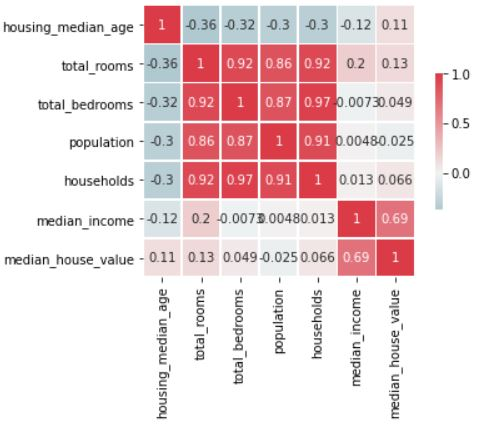 housing_median_age 1 -0.36 -0.32 -0.3 -0.3 -0.12 0.11
total_rooms -0.36 1 0.92 0.86 0.92 0.2 0.13
total_bedrooms -0.32 0.92 1 0.87 0.97 -0.0073 0.049
population -0.3 0.86 0.87 1 0.91 0.0048 -0.025
households -0.3 0.92 0.97 0.91 1 0.013 0.066
median_income -0.12 0.2 -0.0073 0.0048 0.013 1 0.69
median_house_value 0.11 0.13 0.049 -0.025 0.066 0.69 1
housing_median_age
total_rooms
total_bedrooms
population
households
median_income
median_house_value
1.0
0.5
0.0